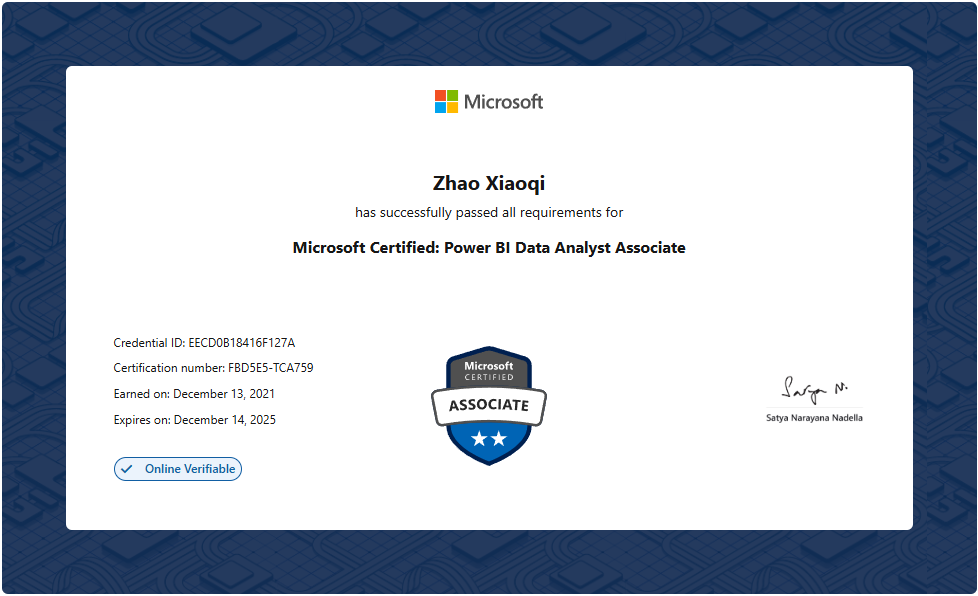 Microsoft
Zhao Xiaoqi
has successfully passed all requirements for
Microsoft Certified: Power BI Data Analyst Associate
Credential ID: EECD0B18416F127A
Certification number: FBD5E5-TCA759
Earned on: December 13, 2021
Expires on: December 14, 2025
Online Verifiable
Microsoft
CERTIFIED
ASSOCIATE
Satya N.
Satya Narayana Nadella